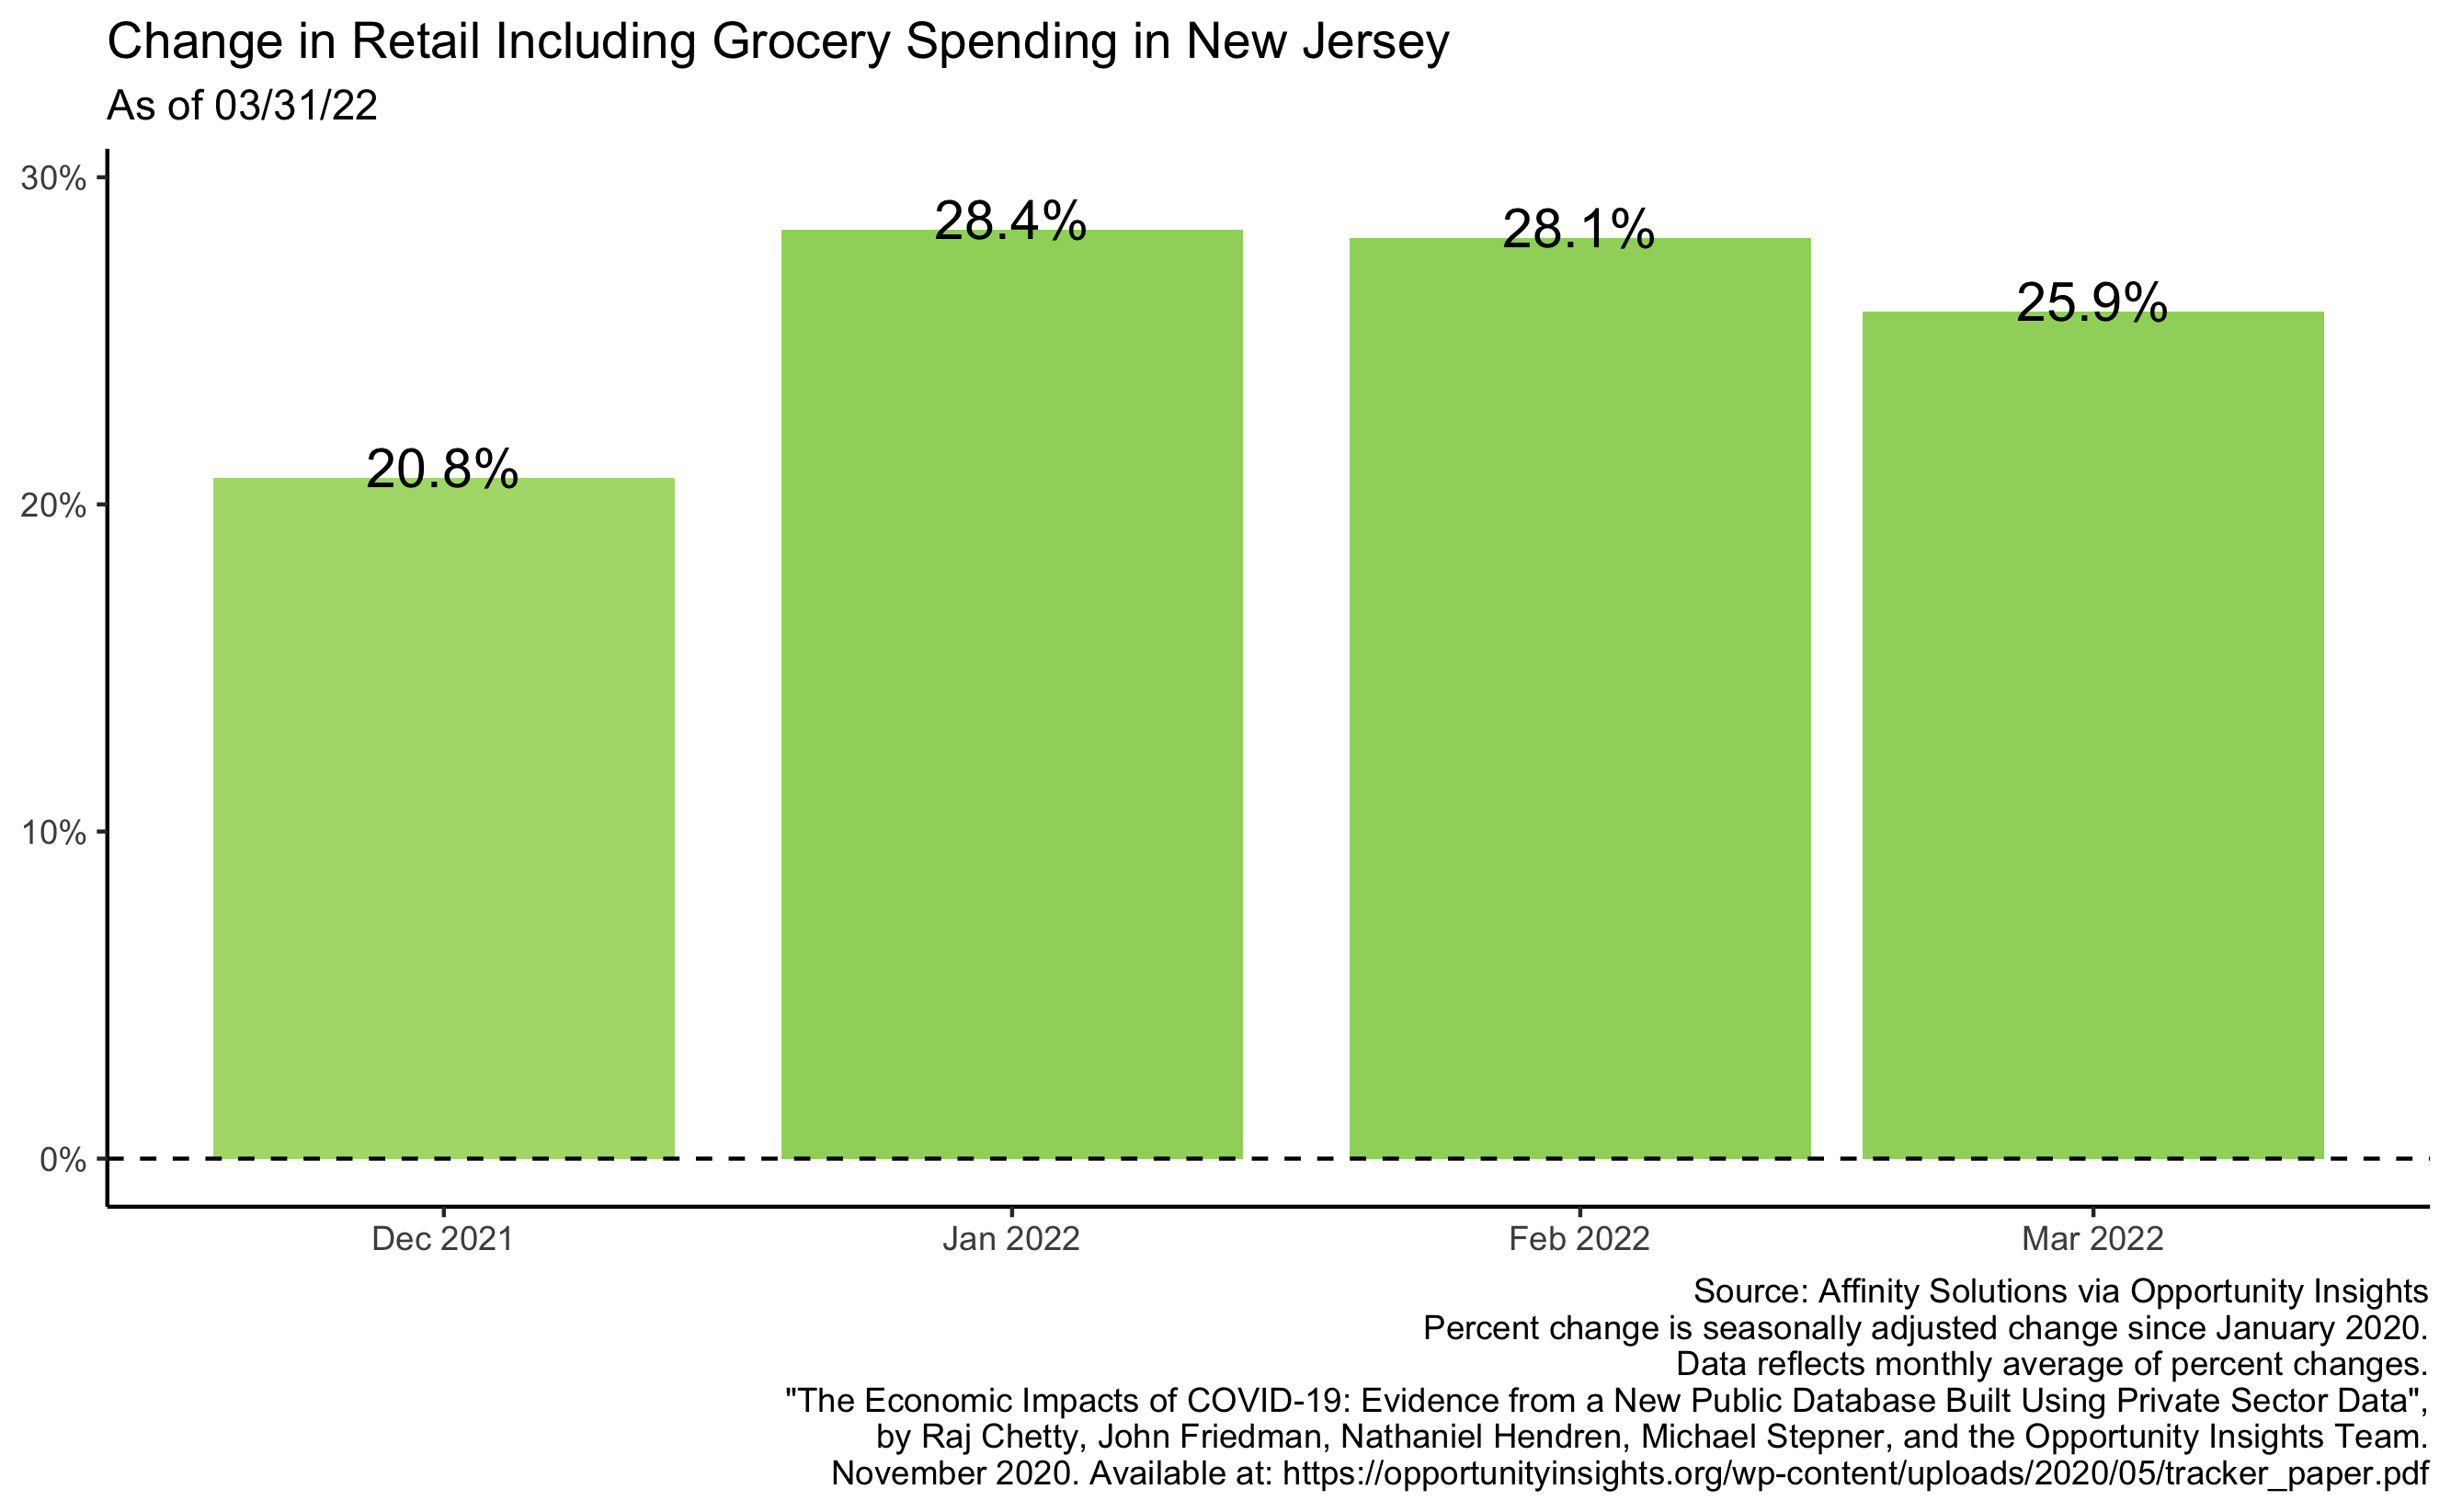 Change in Retail Including Grocery Spending in New Jersey
As of 03/31/22
30%
20%
10%
0%
20.8%
28.4%
28.1%
25.9%
Dec 2021
Jan 2022
Feb 2022
Mar 2022
Source: Affinity Solutions via Opportunity Insights
Percent change is seasonally adjusted change since January 2020.
Data reflects monthly average of percent changes.
"The Economic Impacts of COVID-19: Evidence from a New Public Database Built Using Private Sector Data",
by Raj Chetty, John Friedman, Nathaniel Hendren, Michael Stepner, and the Opportunity Insights Team.
November 2020. Available at: https://opportunityinsights.org/wp-content/uploads/2020/05/tracker_paper.pdf